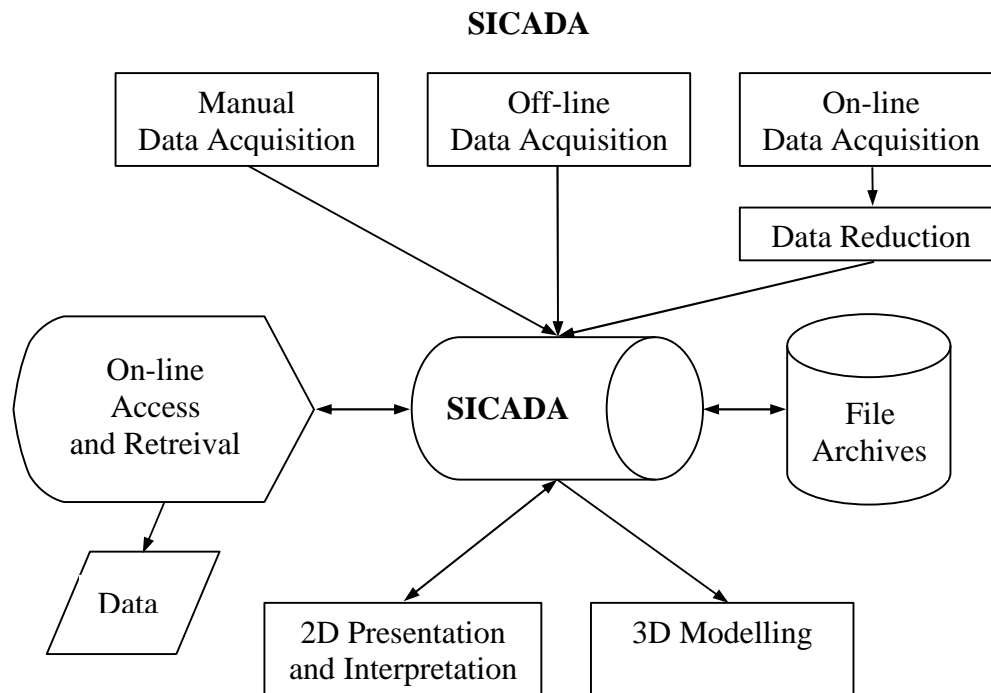 SICADA
Manual
Data Acquisition
Off-line
Data Acquisition
On-line
Data Acquisition
Data Reduction
On-line
Access
and Retreival
SICADA
File
Archives
Data
2D Presentation
and Interpretation
3D Modelling